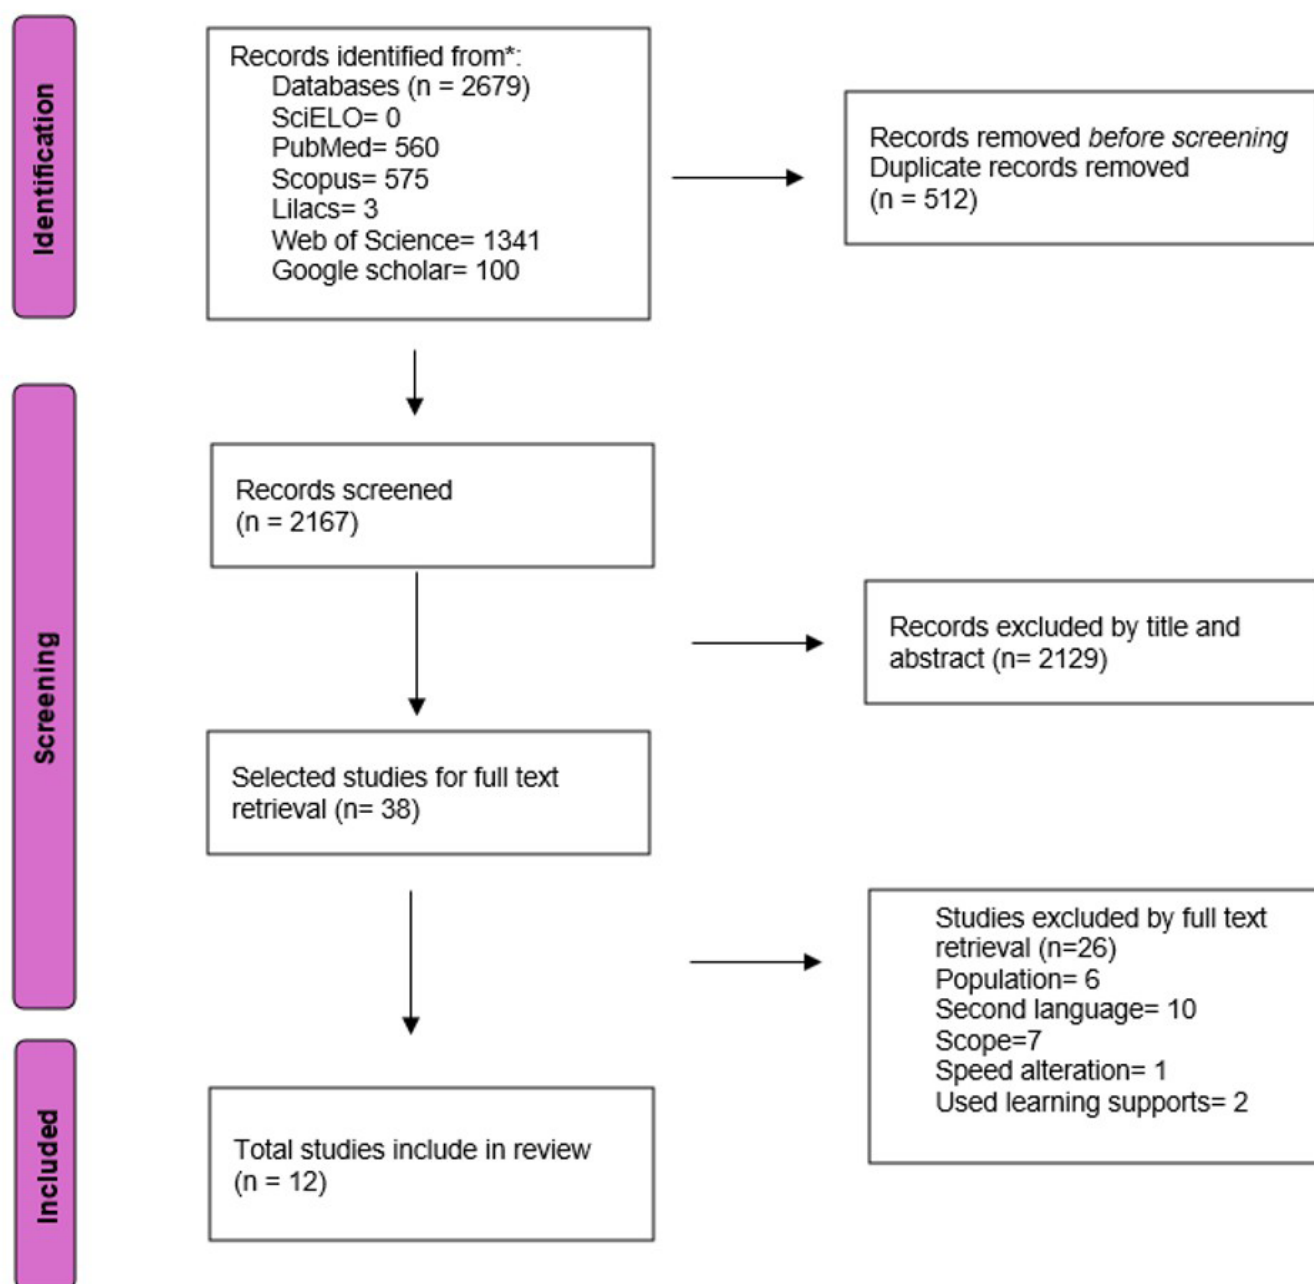 Identification
Records identified from*:
Databases (n = 2679)
SciELO= 0
PubMed= 560
Scopus= 575
Lilacs= 3
Web of Science= 1341
Google scholar= 100
Records removed before screening
Duplicate records removed
(n = 512)
Screening
Records screened
(n = 2167)
Records excluded by title and
abstract (n= 2129)
Selected studies for full text
retrieval (n= 38)
Studies excluded by full text
retrieval (n=26)
Population= 6
Second language= 10
Scope=7
Speed alteration= 1
Used learning supports= 2
Included
Total studies include in review
(n = 12)